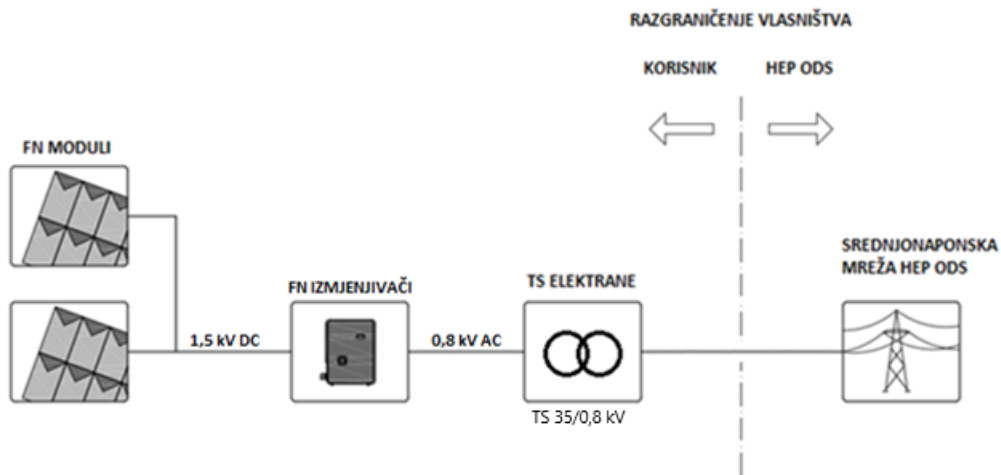 RAZGRANIČENJE VLASNIŠTVA
KORISNIK
HEP ODS
FN MODULI
SREDNJONAPONSKA
MREŽA HEP ODS
FN IZMJENJIVAČI
TS ELEKTRANE
1,5 kV DC
0,8 kV AC
TS 35/0,8 kV